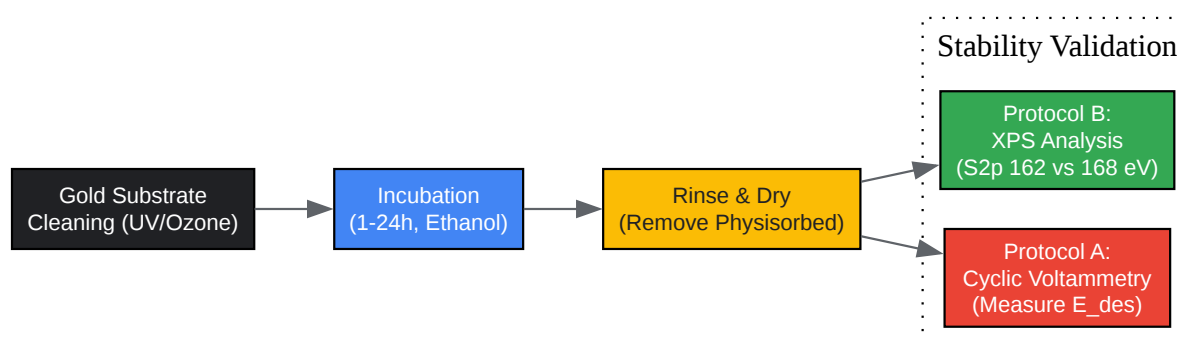 Stability Validation
Protocol B:
XPS Analysis
(S2p 162 vs 168 eV)
Gold Substrate
Cleaning (UV/Ozone)
Incubation
(1-24h, Ethanol)
Rinse & Dry
(Remove Physisorbed)
Protocol A:
Cyclic Voltammetry
(Measure E_des)